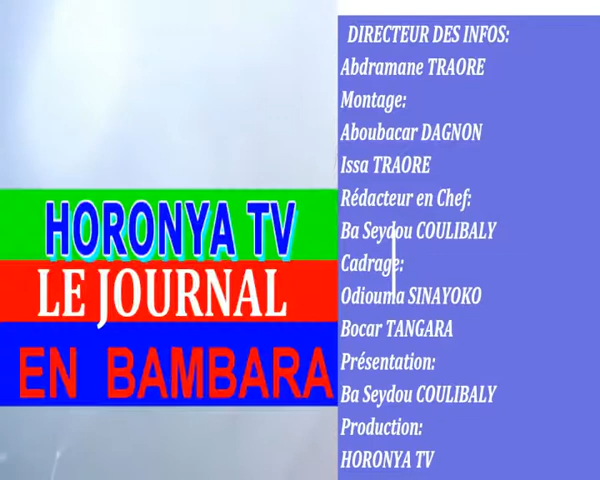 HORONYA TV
LE JOURNAL
EN BAMBARA
DIRECTEUR DES INFOS:
Abdramane TRAORE
Montage:
Aboubacar DAGNON
Issa TRAORE
Rédacteur en Chef:
Ba Seydou COULIBALY
Cadrage:
Odiouma SINAYOKO
Bocar TANGARA
Présentation:
Ba Seydou COULIBALY
Production:
HORONYA TV